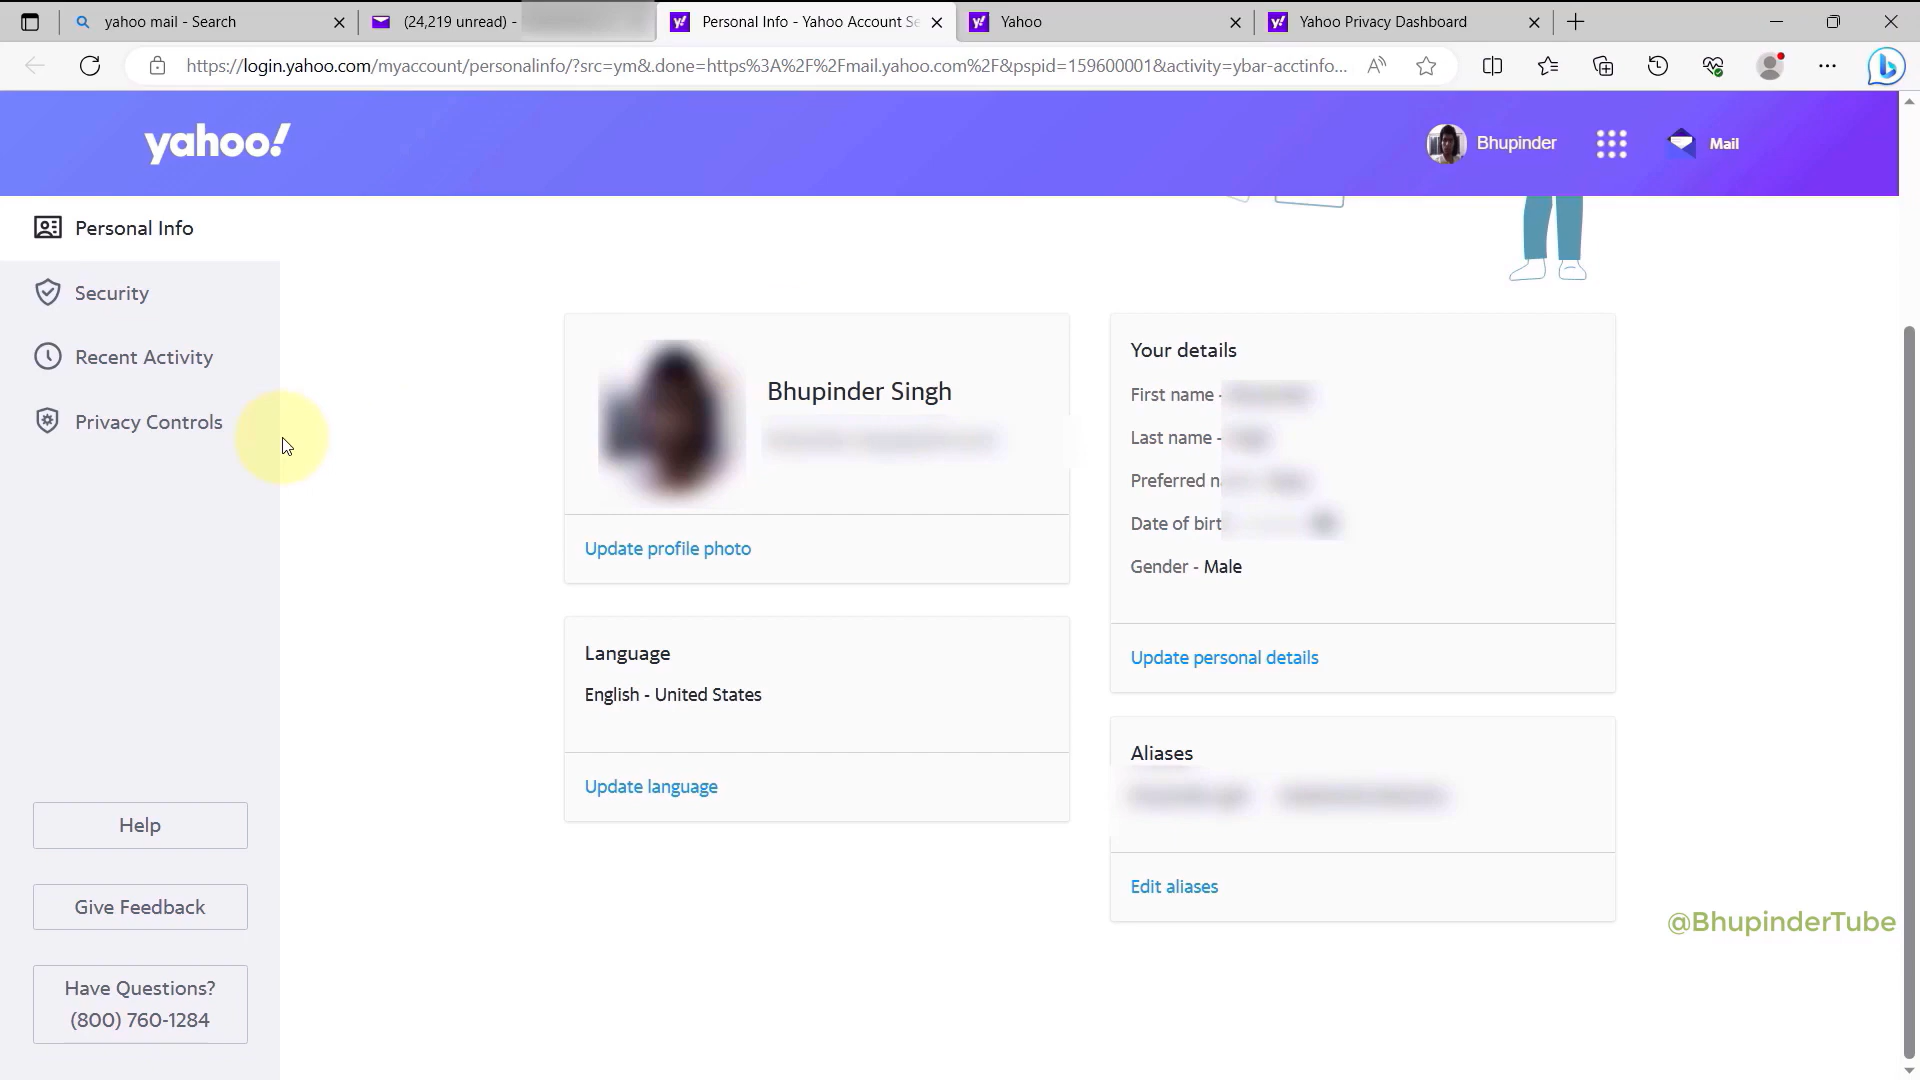 yahoo mail - Search
(24,219 unread) -
Personal Info - Yahoo Account Se
Yahoo
Yahoo Privacy Dashboard
https://login.yahoo.com/myaccount/personalinfo/?src=ym&.done=https%3A%2F%2Fmail.yahoo.com%2F&pspid=159600001&activity=ybar-acctinfo...
yahoo!
Bhupinder
Mail
Personal Info
Security
Recent Activity
Privacy Controls
Bhupinder Singh
Update profile photo
Language
English - United States
Update language
Your details
First name -
Last name -
Preferred n
Date of birt
Gender - Male
Update personal details
Aliases
Edit aliases
Help
Give Feedback
Have Questions?
(800) 760-1284
@BhupinderTube